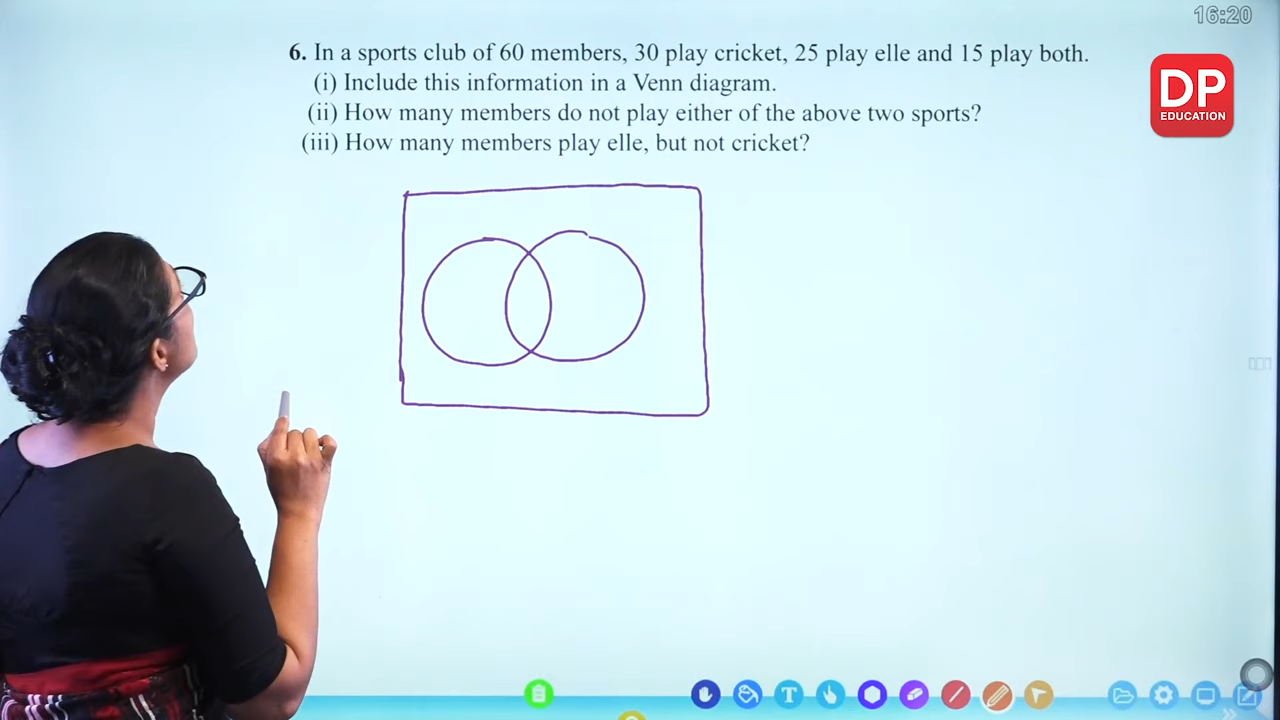 16:20
6. In a sports club of 60 members, 30 play cricket, 25 play elle and 15 play both.
(i) Include this information in a Venn diagram.
(ii) How many members do not play either of the above two sports?
(iii) How many members play elle, but not cricket?
DP
EDUCATION
T